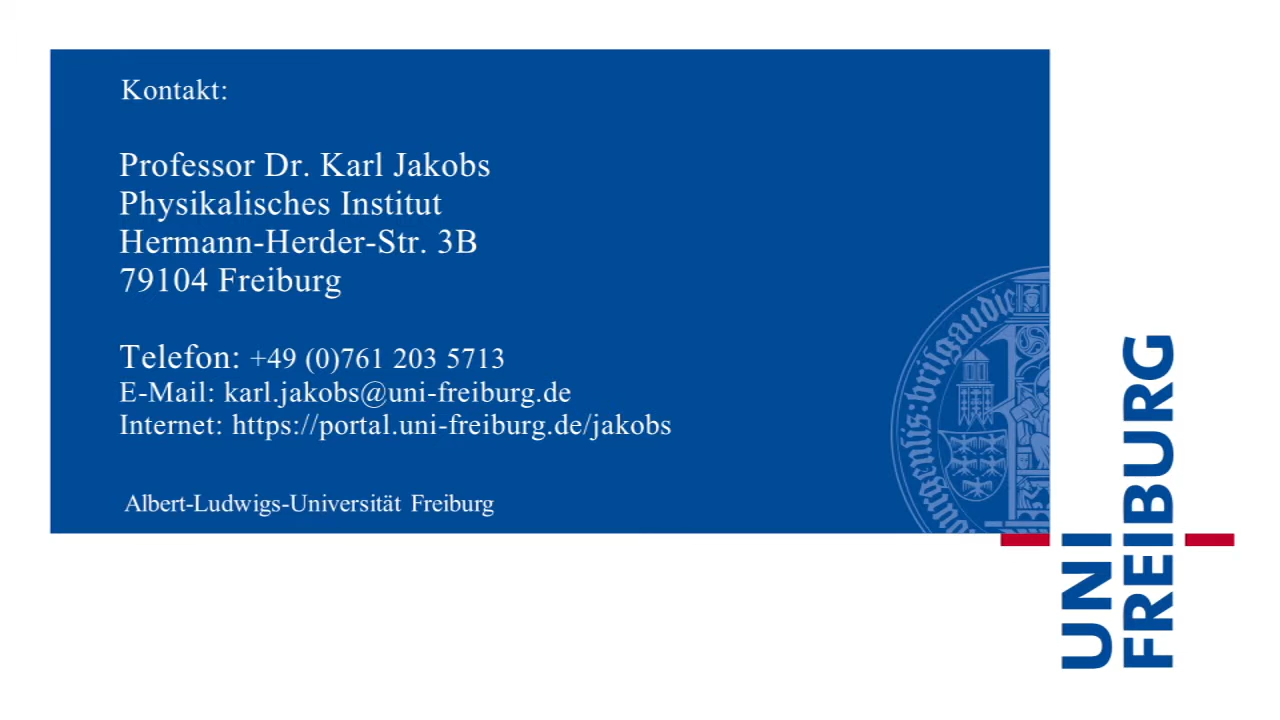 Kontakt:
Professor Dr. Karl Jakobs
Physikalisches Institut
Hermann-Herder-Str. 3B
79104 Freiburg
Telefon: +49 (0)761 203 5713
E-Mail: karl.jakobs@uni-freiburg.de
Internet: https://portal.uni-freiburg.de/jakobs
Albert-Ludwigs-Universität Freiburg
UNI
FREIBURG